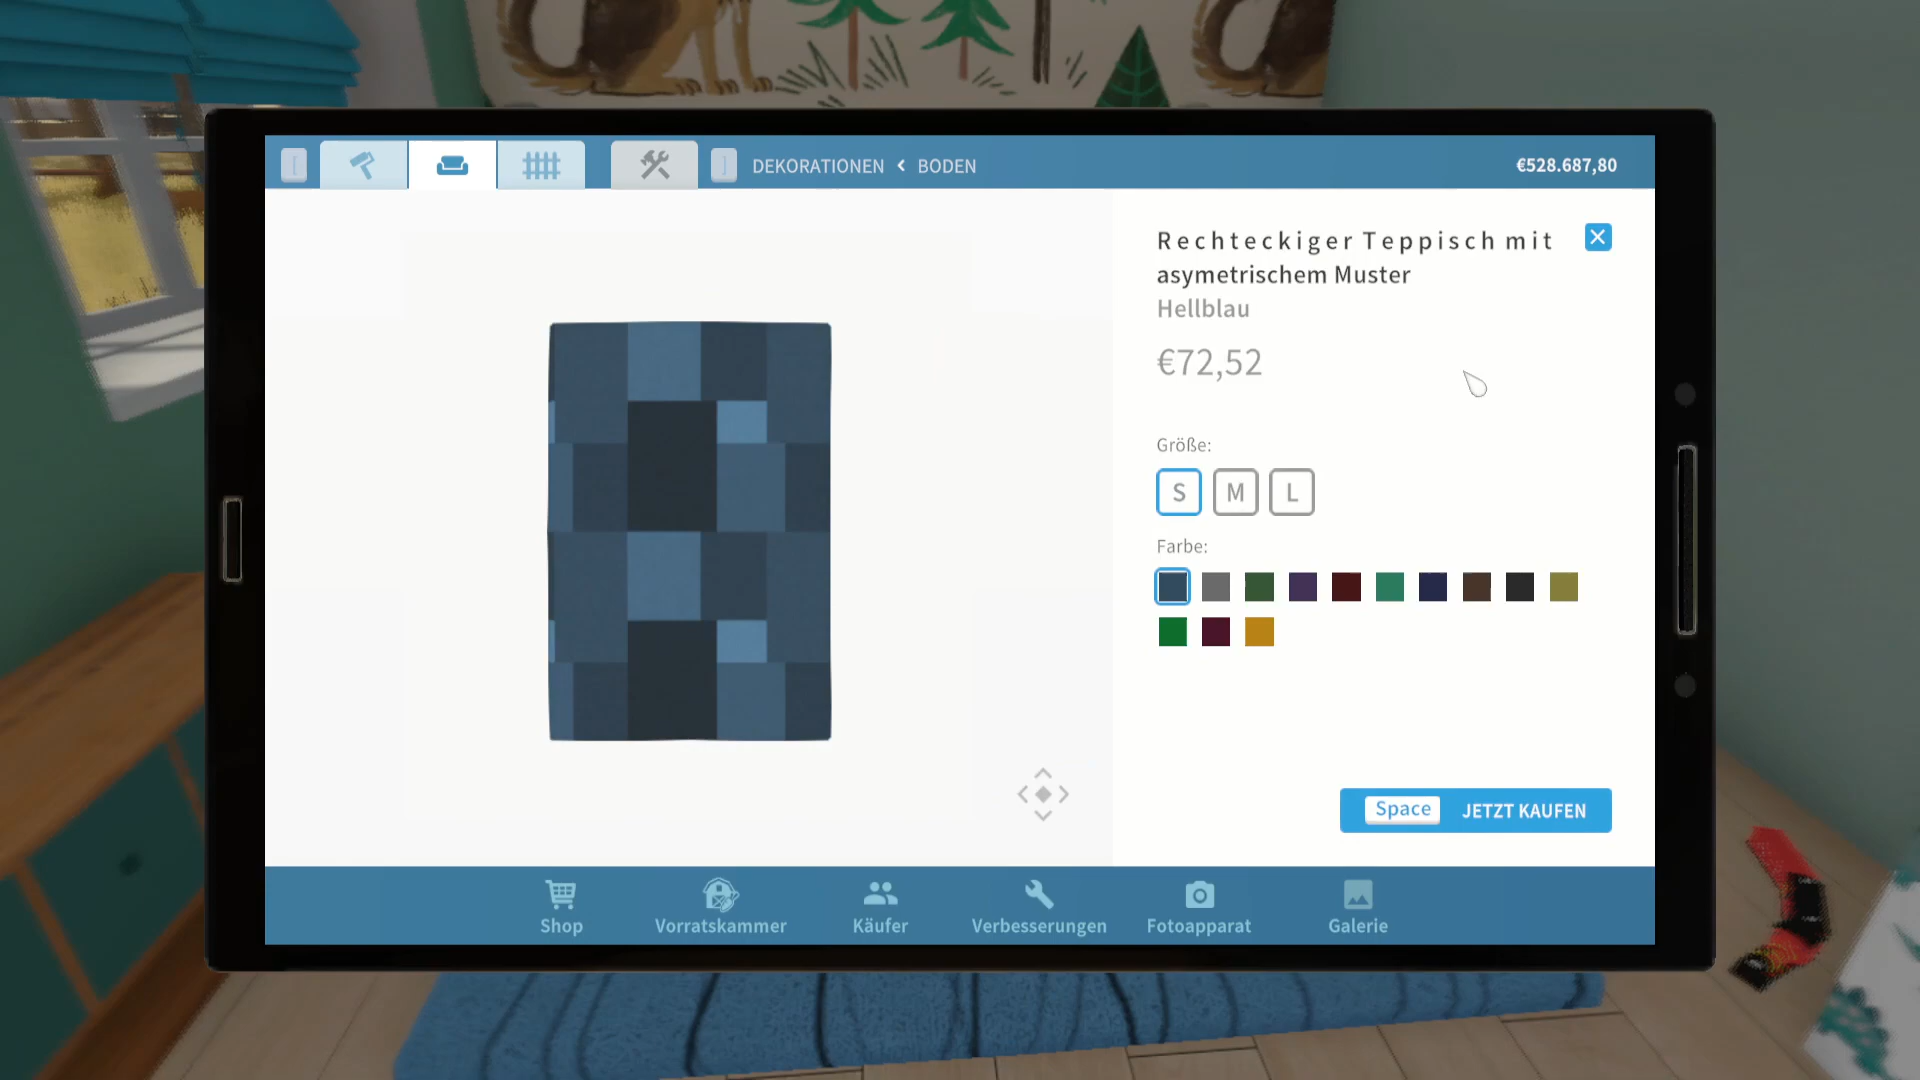 [
]
DEKORATIONEN < BODEN
€528.687,80
Rechteckiger Teppisch mit
asymetrischem Muster
Hellblau
€72,52
Größe:
S M L
Farbe:
Space JETZT KAUFEN
Shop
Vorratskammer
Käufer
Verbesserungen
Fotoapparat
Galerie